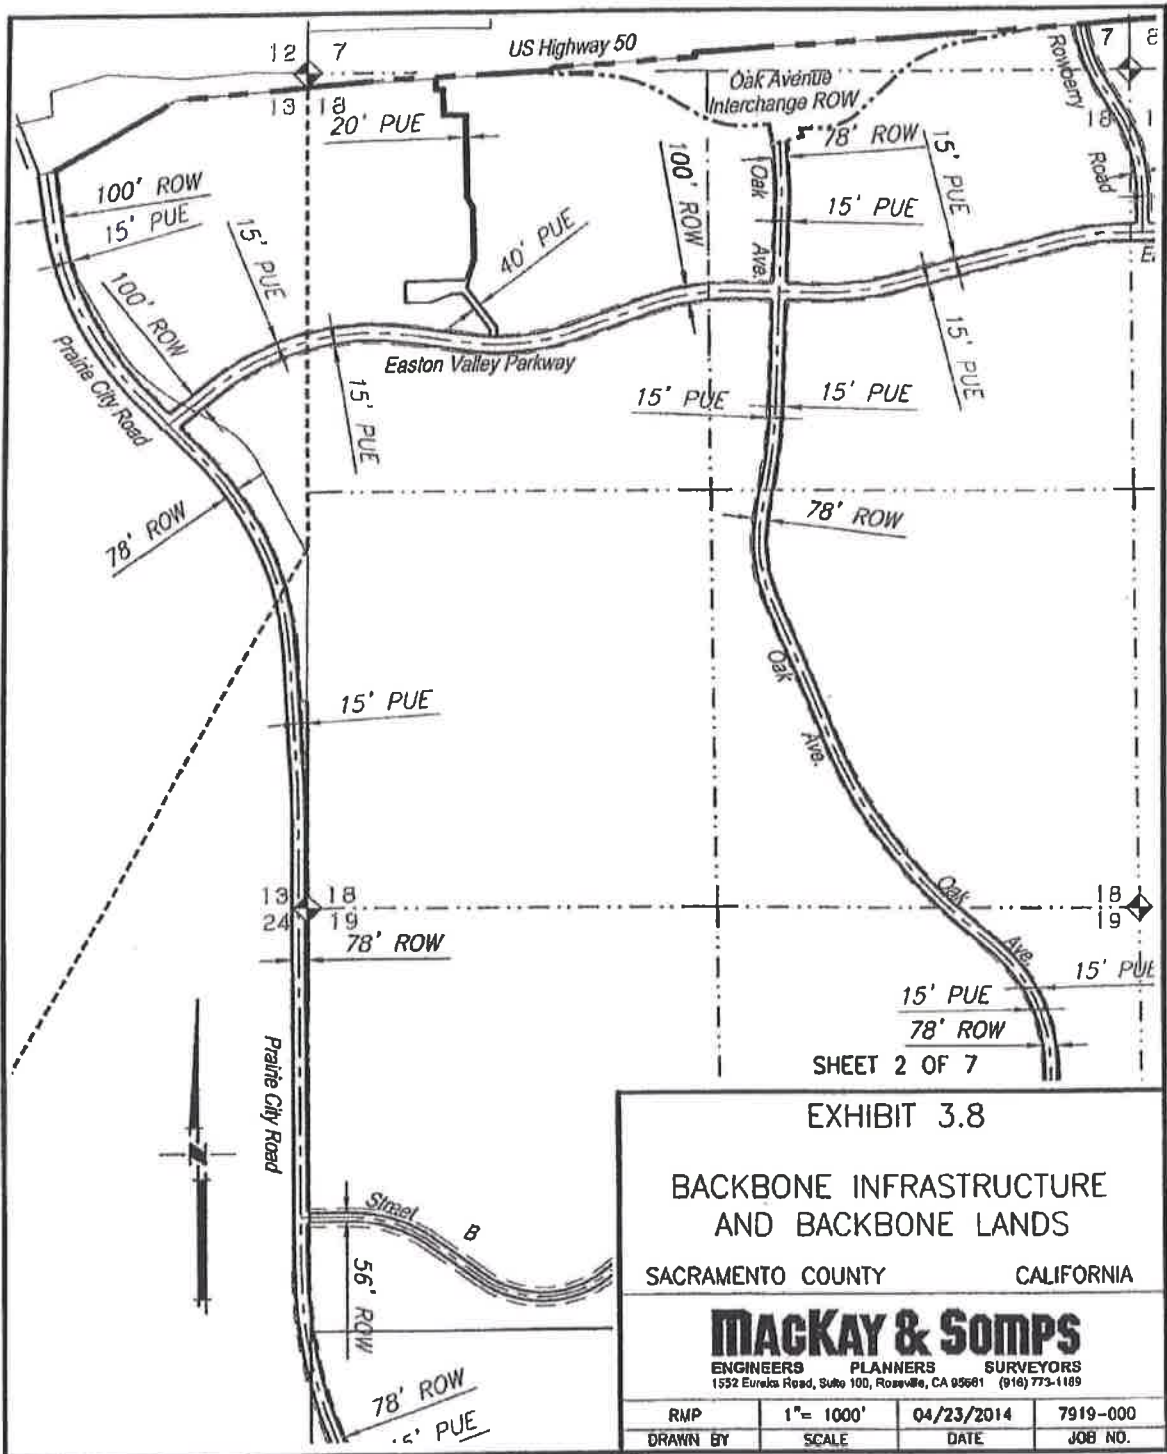 US Highway 50
12 7
13 18
7 8
18 1
Rowberry
Road
Oak Avenue
Interchange ROW
20' PUE
78' ROW
15' PUE
100' ROW
15' PUE
100' ROW
Oak
Ave.
15' PUE
15' PUE
40' PUE
100' ROW
E
Prairie City Road
Easton Valley Parkway
15' PUE
15' PUE
15' PUE
15' PUE
78' ROW
78' ROW
15' PUE
Oak
Ave.
13 18
24 19
78' ROW
Oak
Ave.
18
19
15' PUE
15' PUE
78' ROW
SHEET 2 OF 7
Prairie City Road
Street B
56' ROW
78' ROW
15' PUE
EXHIBIT 3.8
BACKBONE INFRASTRUCTURE
AND BACKBONE LANDS
SACRAMENTO COUNTY CALIFORNIA
MACKAY & SOMPS
ENGINEERS PLANNERS SURVEYORS
1552 Eureka Road, Suite 100, Roseville, CA 95661 (916) 773-1189
RMP 1"= 1000' 04/23/2014 7919-000
DRAWN BY SCALE DATE JOB NO.